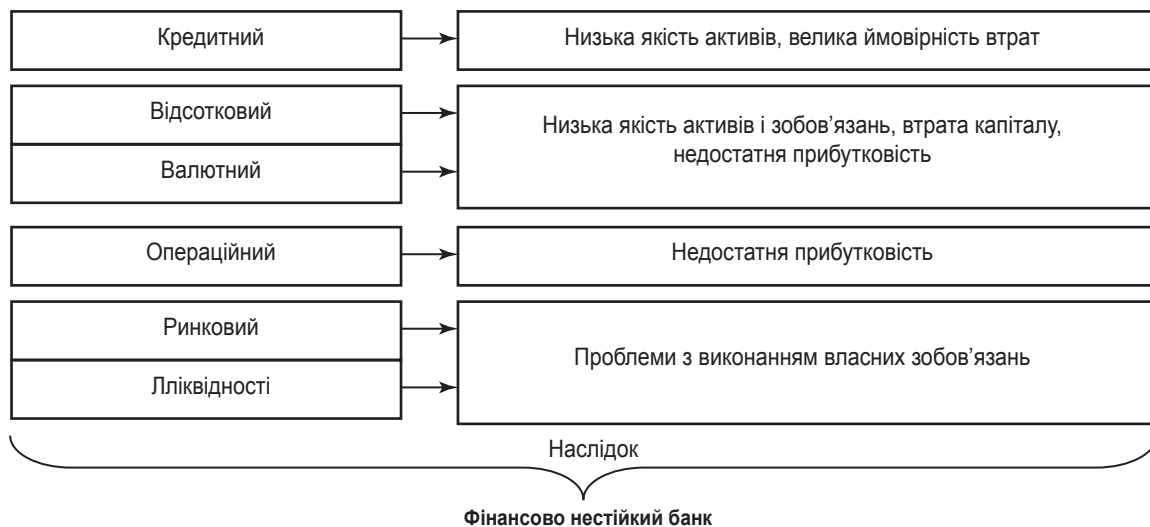 Кредитний
Низька якість активів, велика ймовірність втрат
Відсотковий
Валютний
Низька якість активів і зобов’язань, втрата капіталу,
недостатня прибутковість
Операційний
Недостатня прибутковість
Ринковий
Лліквідності
Проблеми з виконанням власних зобов’язань
Наслідок
Фінансово нестійкий банк